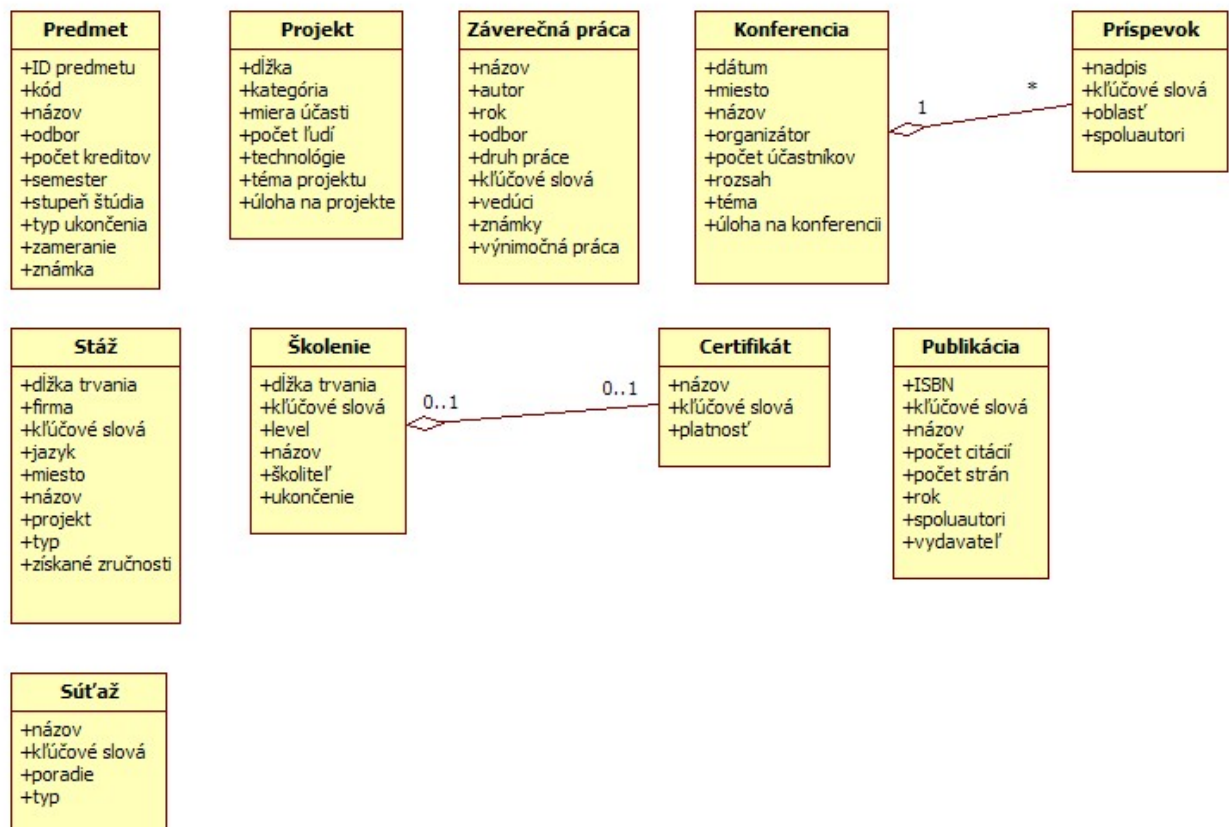 Predmet
+ID predmetu
+kód
+názov
+odbor
+počet kreditov
+semester
+stupeň štúdia
+typ ukončenia
+zameranie
+známka
Projekt
+dĺžka
+kategória
+miera účasti
+počet ľudí
+technológie
+téma projektu
+úloha na projekte
Záverečná práca
+názov
+autor
+rok
+odbor
+druh práce
+kľúčové slová
+vedúci
+známky
+výnimočná práca
Konferencia
+dátum
+miesto
+názov
+organizátor
+počet účastníkov
+rozsah
+téma
+úloha na konferencii
1
*
Príspevok
+nadpis
+kľúčové slová
+oblasť
+spoluautori
Stáž
+dĺžka trvania
+firma
+kľúčové slová
+jazyk
+miesto
+názov
+projekt
+typ
+získané zručnosti
Školenie
+dĺžka trvania
+kľúčové slová
+level
+názov
+školiteľ
+ukončenie
0..1
0..1
Certifikát
+názov
+kľúčové slová
+platnosť
Publikácia
+ISBN
+kľúčové slová
+názov
+počet citácií
+počet strán
+rok
+spoluautori
+vydavateľ
Súťaž
+názov
+kľúčové slová
+poradie
+typ